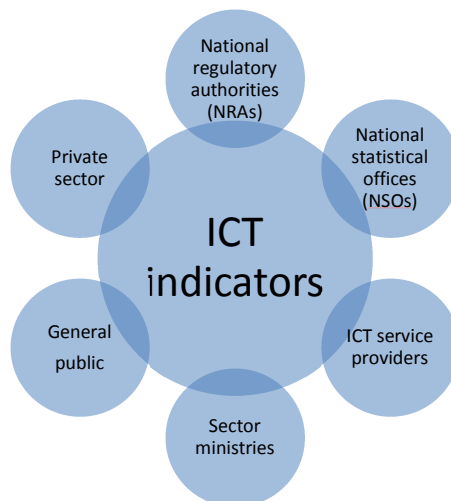 National
regulatory
authorities
(NRAs)
National
statistical
offices
(NSOs)
ICT service
providers
Sector
ministries
General
public
Private
sector
ICT
indicators